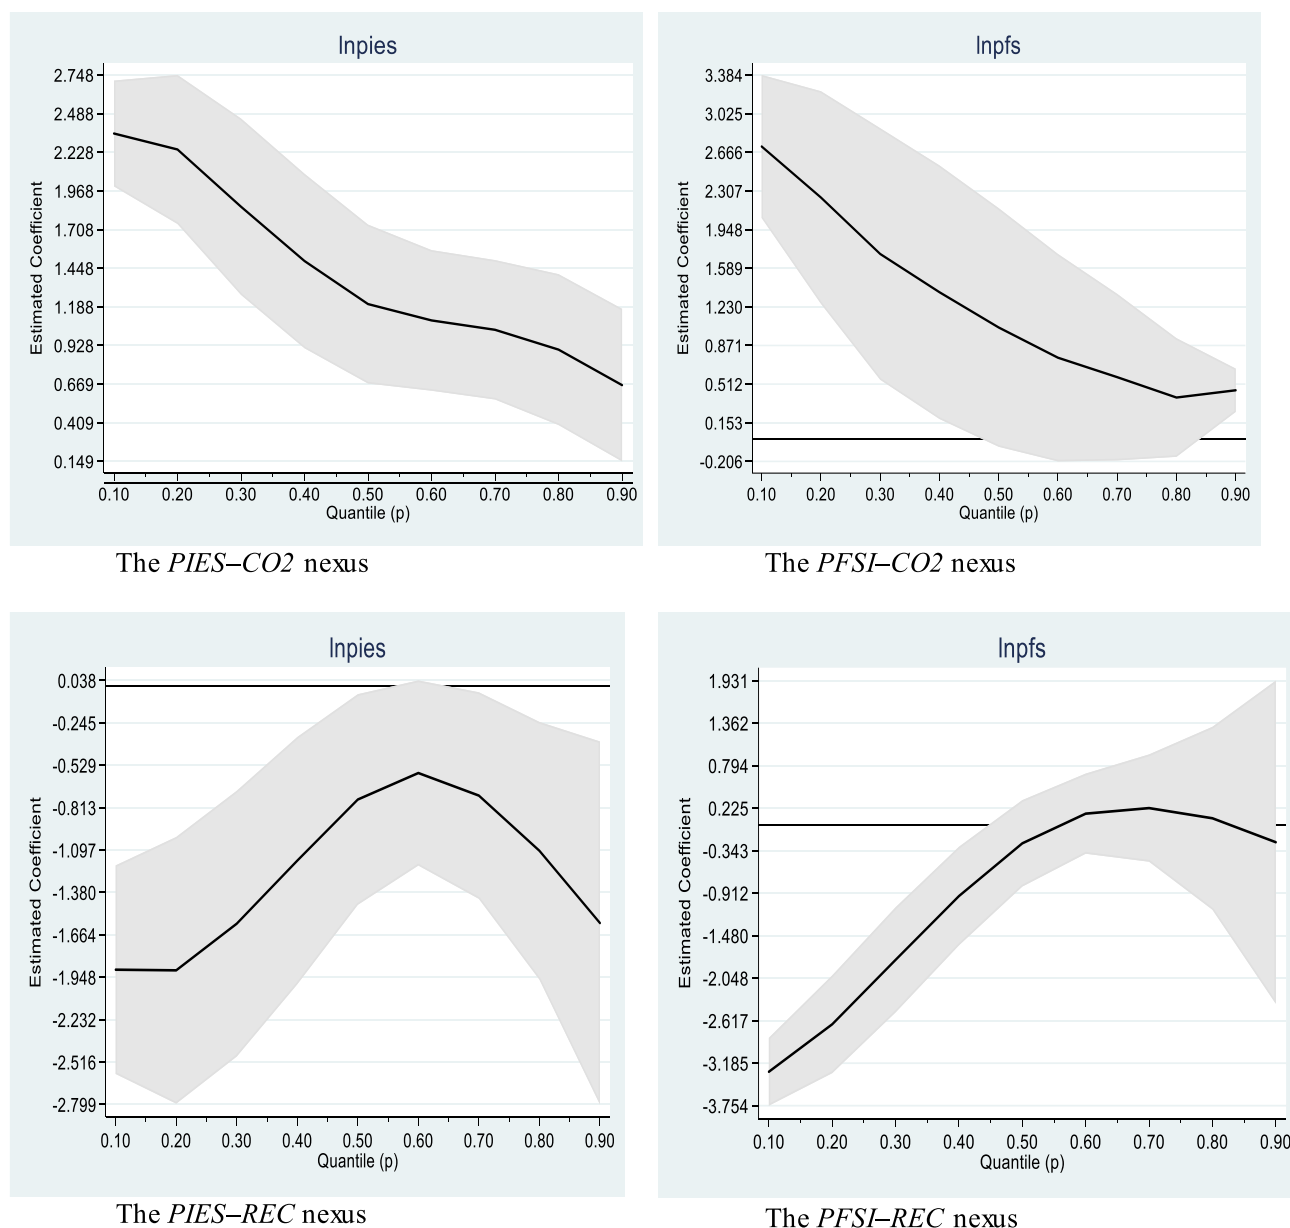 lnpies
Estimated Coefficient
2.748
2.488
2.228
1.968
1.708
1.448
1.188
0.928
0.669
0.409
0.149
0.10 0.20 0.30 0.40 0.50 0.60 0.70 0.80 0.90
Quantile (p)
The PIES–CO2 nexus
lnpfs
Estimated Coefficient
3.384
3.025
2.666
2.307
1.948
1.589
1.230
0.871
0.512
0.153
-0.206
0.10 0.20 0.30 0.40 0.50 0.60 0.70 0.80 0.90
Quantile (p)
The PFSI–CO2 nexus
lnpies
Estimated Coefficient
0.038
-0.245
-0.529
-0.813
-1.097
-1.380
-1.664
-1.948
-2.232
-2.516
-2.799
0.10 0.20 0.30 0.40 0.50 0.60 0.70 0.80 0.90
Quantile (p)
The PIES–REC nexus
lnpfs
Estimated Coefficient
1.931
1.362
0.794
0.225
-0.343
-0.912
-1.480
-2.048
-2.617
-3.185
-3.754
0.10 0.20 0.30 0.40 0.50 0.60 0.70 0.80 0.90
Quantile (p)
The PFSI–REC nexus